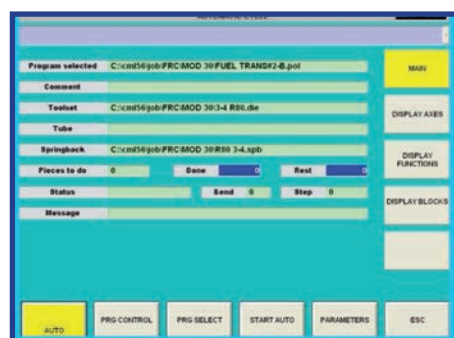 AUTOMATIC CYCLE
Program selected C:\cml56\job\FRC\MOD 30\FUEL TRANS#2-B.pol
MAIN
Comment
Toolset C:\cml56\job\FRC\MOD 30\3-4 R80.die
DISPLAY AXES
Tube
Springback C:\cml56\job\FRC\MOD 30\R80 3-4.spb
DISPLAY
FUNCTIONS
Pieces to do 0 Done 0 Rest 0
Status Bend 0 Step 0
DISPLAY BLOCKS
Message
AUTO PRG CONTROL PRG SELECT START AUTO PARAMETERS ESC